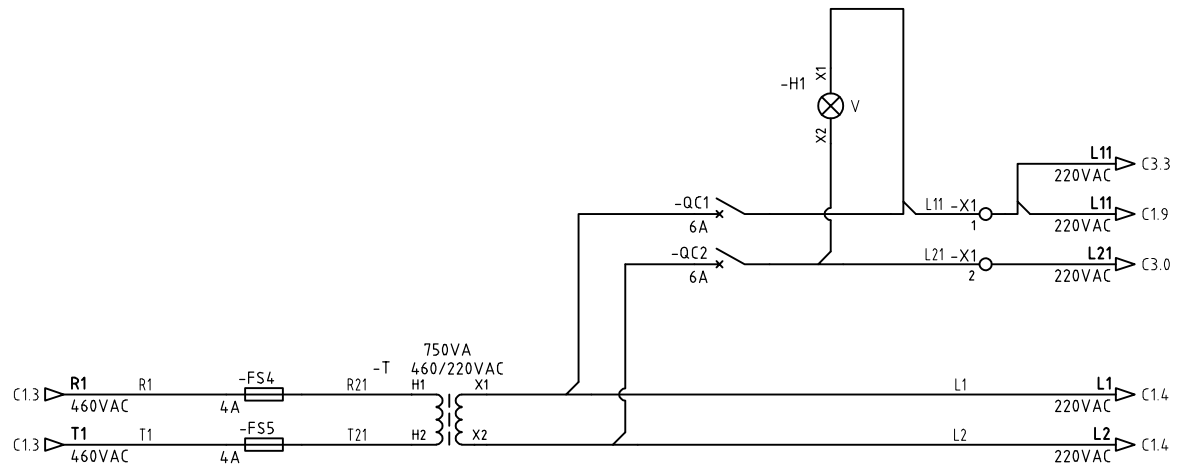 X1
-H1
V
X2
L11
220VAC
C3.3
-QC1
6A
L11 -X1
1
L11
220VAC
C1.9
-QC2
6A
L21 -X1
2
L21
220VAC
C3.0
750VA
-T 460/220VAC
C1.3 R1
460VAC
R1
-FS4
4A
R21
H1
X1
L1
L1
220VAC
C1.4
C1.3 T1
460VAC
T1
-FS5
4A
T21
H2
X2
L2
L2
220VAC
C1.4